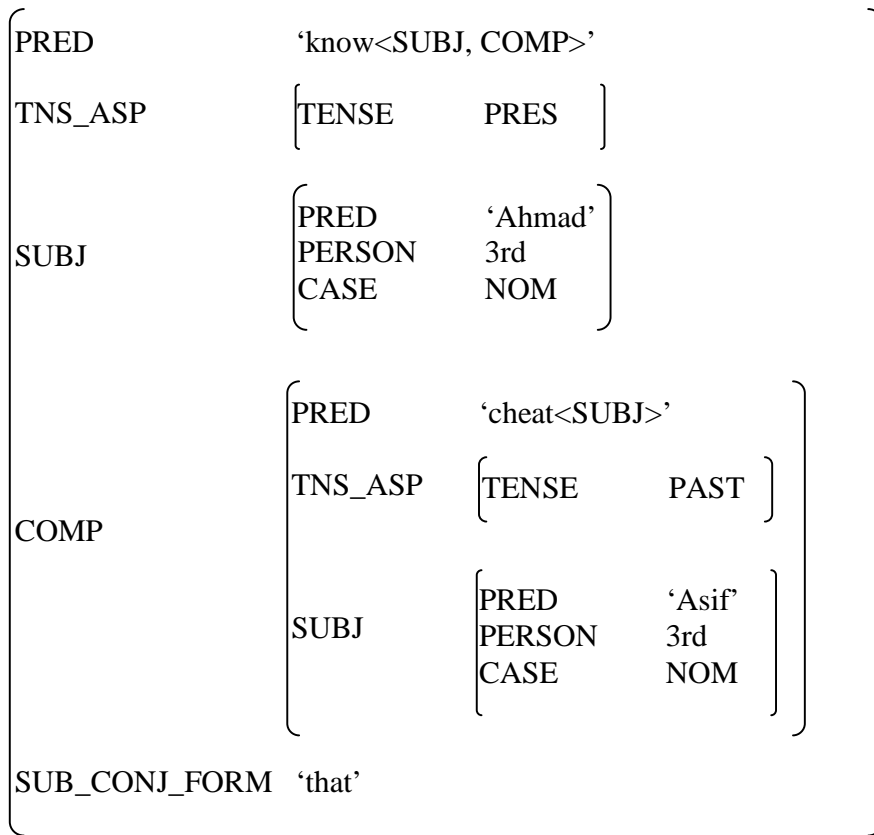 PRED ‘know<SUBJ, COMP>’
TNS_ASP TENSE PRES
SUBJ
PRED ‘Ahmad’
PERSON 3rd
CASE NOM
COMP
PRED ‘cheat<SUBJ>’
TNS_ASP TENSE PAST
SUBJ
PRED ‘Asif’
PERSON 3rd
CASE NOM
SUB_CONJ_FORM ‘that’